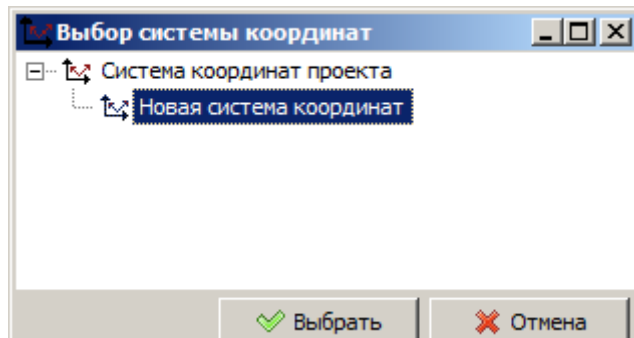 Выбор системы координат
Система координат проекта
Новая система координат
Выбрать Отмена